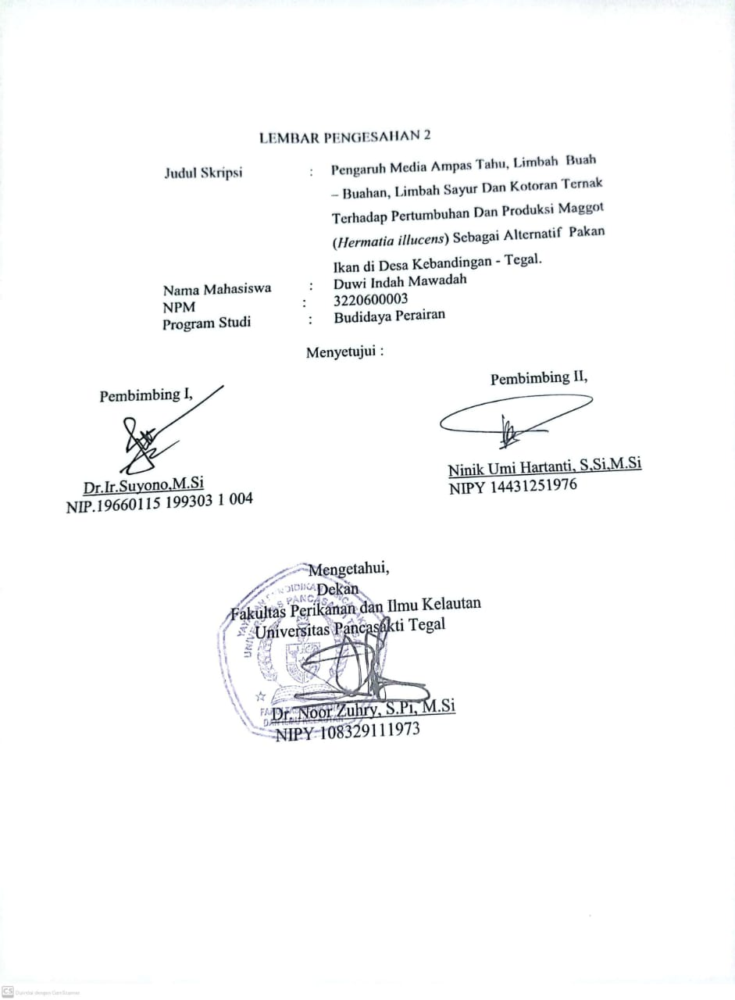 LEMBAR PENGESAHAN 2
Judul Skripsi : Pengaruh Media Ampas Tahu, Limbah Buah
– Buahan, Limbah Sayur Dan Kotoran Ternak
Terhadap Pertumbuhan Dan Produksi Maggot
(Hermatia illucens) Sebagai Alternatif Pakan
Ikan di Desa Kebandingan - Tegal.
Nama Mahasiswa : Duwi Indah Mawadah
NPM : 3220600003
Program Studi : Budidaya Perairan
Menyetujui :
Pembimbing I,
Dr.Ir.Suyono,M.Si
NIP.19660115 199303 1 004
Pembimbing II,
Ninik Umi Hartanti, S,Si,M.Si
NIPY 14431251976
Mengetahui,
Dekan
Fakultas Perikanan dan Ilmu Kelautan
Universitas Pancasakti Tegal
Dr. Noor Zuhry, S.Pi, M.Si
NIPY 108329111973
CS Dipindai dengan CamScanner